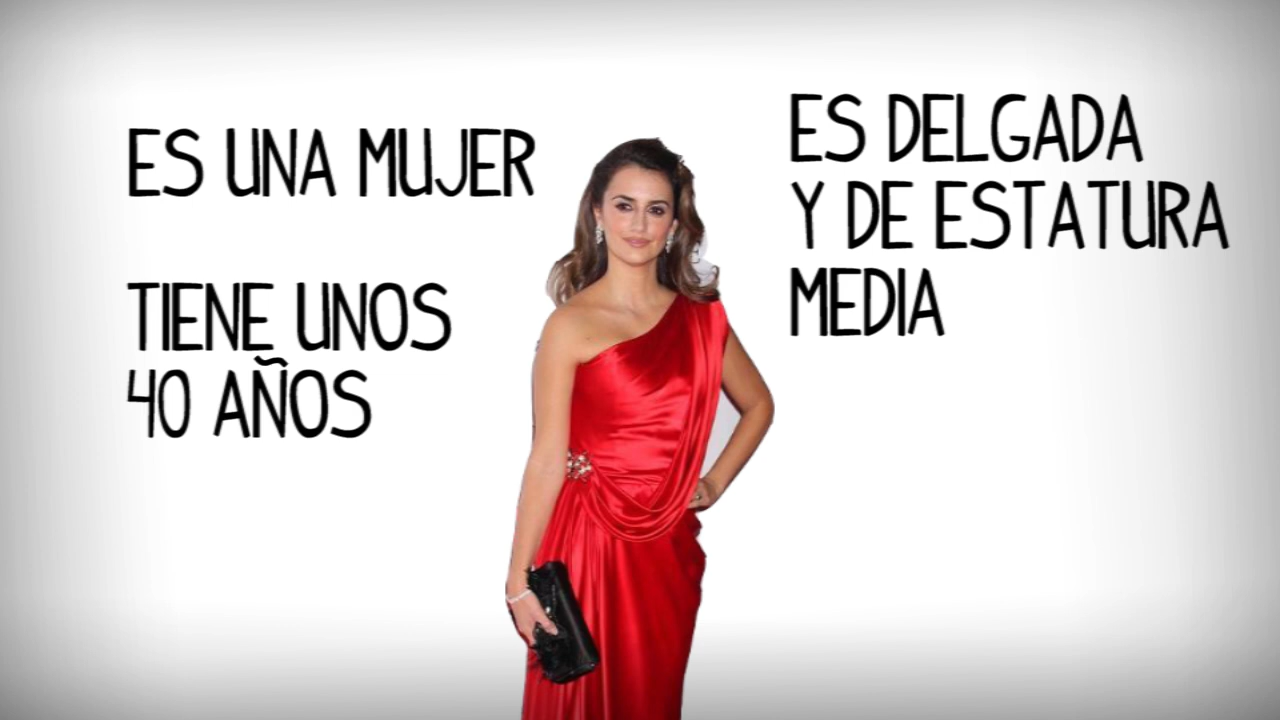 ES UNA MUJER
TIENE UNOS
40 AÑOS
ES DELGADA
Y DE ESTATURA
MEDIA